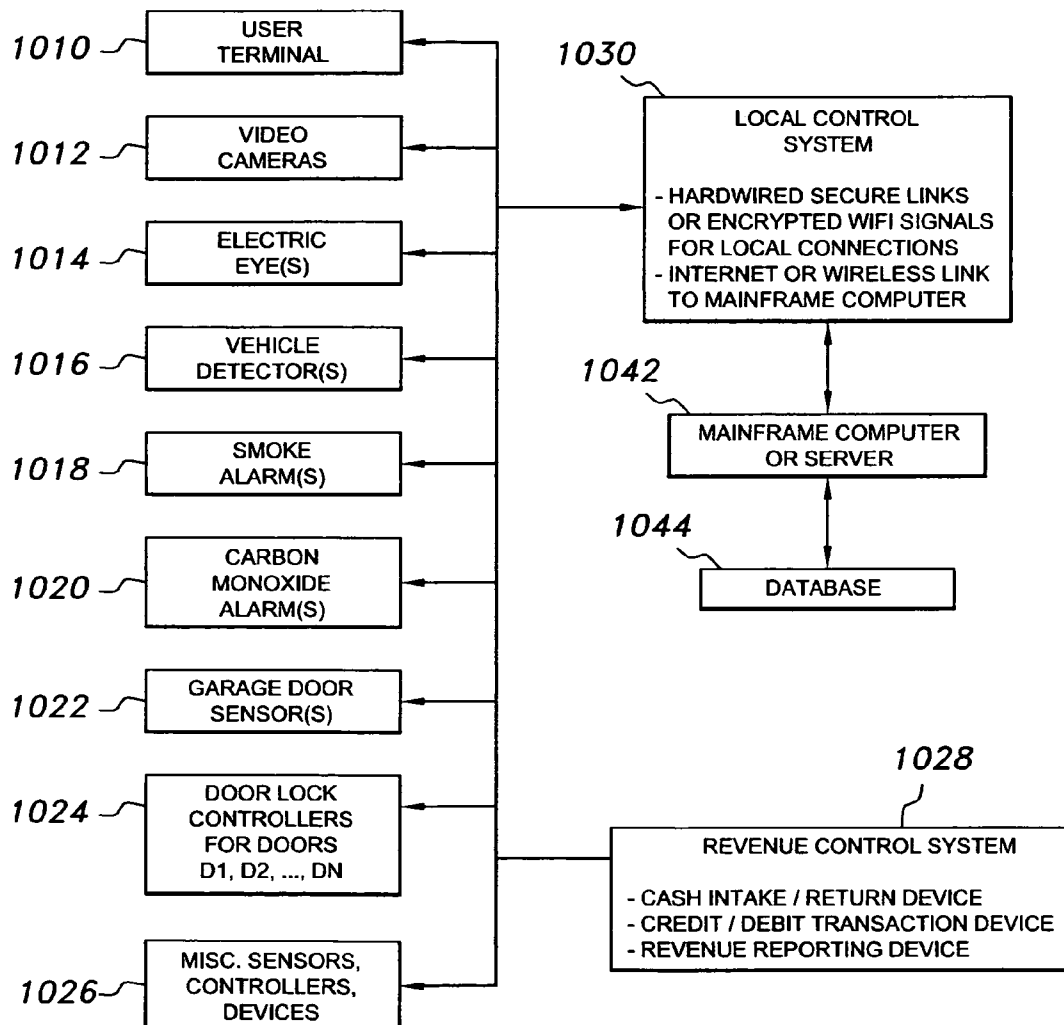 1010
USER
TERMINAL
1012
VIDEO
CAMERAS
1014
ELECTRIC
EYE(S)
1016
VEHICLE
DETECTOR(S)
1018
SMOKE
ALARM(S)
1020
CARBON
MONOXIDE
ALARM(S)
1022
GARAGE DOOR
SENSOR(S)
1024
DOOR LOCK
CONTROLLERS
FOR DOORS
D1, D2, ..., DN
1026
MISC. SENSORS,
CONTROLLERS,
DEVICES
1030
LOCAL CONTROL
SYSTEM
- HARDWIRED SECURE LINKS
OR ENCRYPTED WIFI SIGNALS
FOR LOCAL CONNECTIONS
- INTERNET OR WIRELESS LINK
TO MAINFRAME COMPUTER
1042
MAINFRAME COMPUTER
OR SERVER
1044
DATABASE
1028
REVENUE CONTROL SYSTEM
- CASH INTAKE / RETURN DEVICE
- CREDIT / DEBIT TRANSACTION DEVICE
- REVENUE REPORTING DEVICE